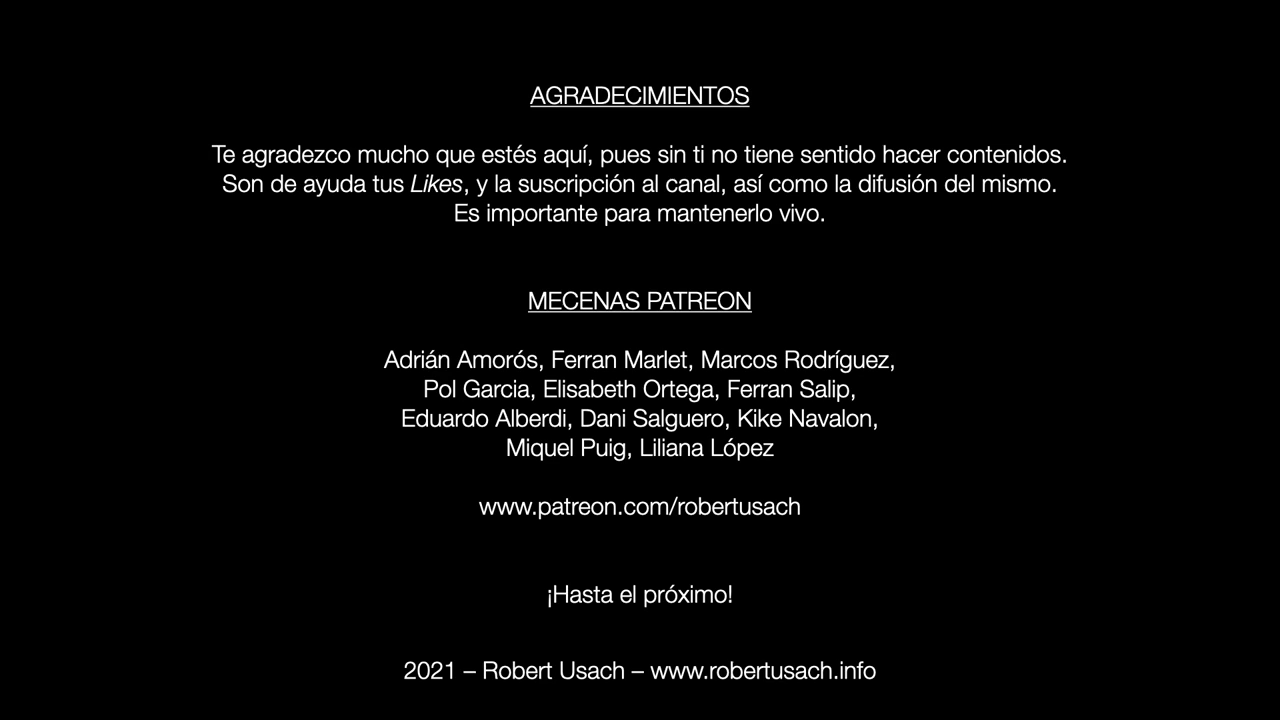 AGRADECIMIENTOS
Te agradezco mucho que estés aquí, pues sin ti no tiene sentido hacer contenidos.
Son de ayuda tus Likes, y la suscripción al canal, así como la difusión del mismo.
Es importante para mantenerlo vivo.
MECENAS PATREON
Adrián Amorós, Ferran Marlet, Marcos Rodríguez,
Pol Garcia, Elisabeth Ortega, Ferran Salip,
Eduardo Alberdi, Dani Salguero, Kike Navalon,
Miquel Puig, Liliana López
www.patreon.com/robertusach
¡Hasta el próximo!
2021 – Robert Usach – www.robertusach.info